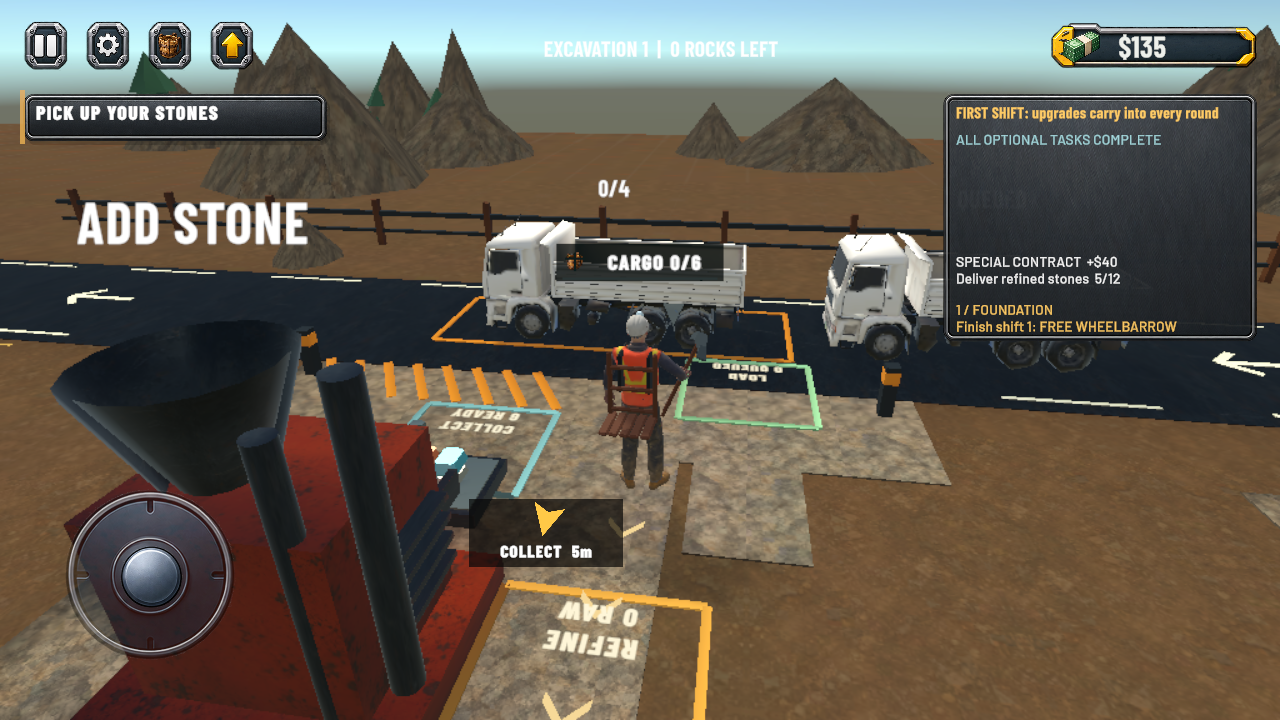 EXCAVATION 1 | 0 ROCKS LEFT
$135
PICK UP YOUR STONES
FIRST SHIFT: upgrades carry into every round
ALL OPTIONAL TASKS COMPLETE
QUEUED
SPECIAL CONTRACT +$40
Deliver refined stones 5/12
1 / FOUNDATION
Finish shift 1: FREE WHEELBARROW
ADD STONE
0/4
CARGO 0/6
LOAD
0 QUEUED
COLLECT
0 READY
COLLECT 5m
REFINE
0 RAW